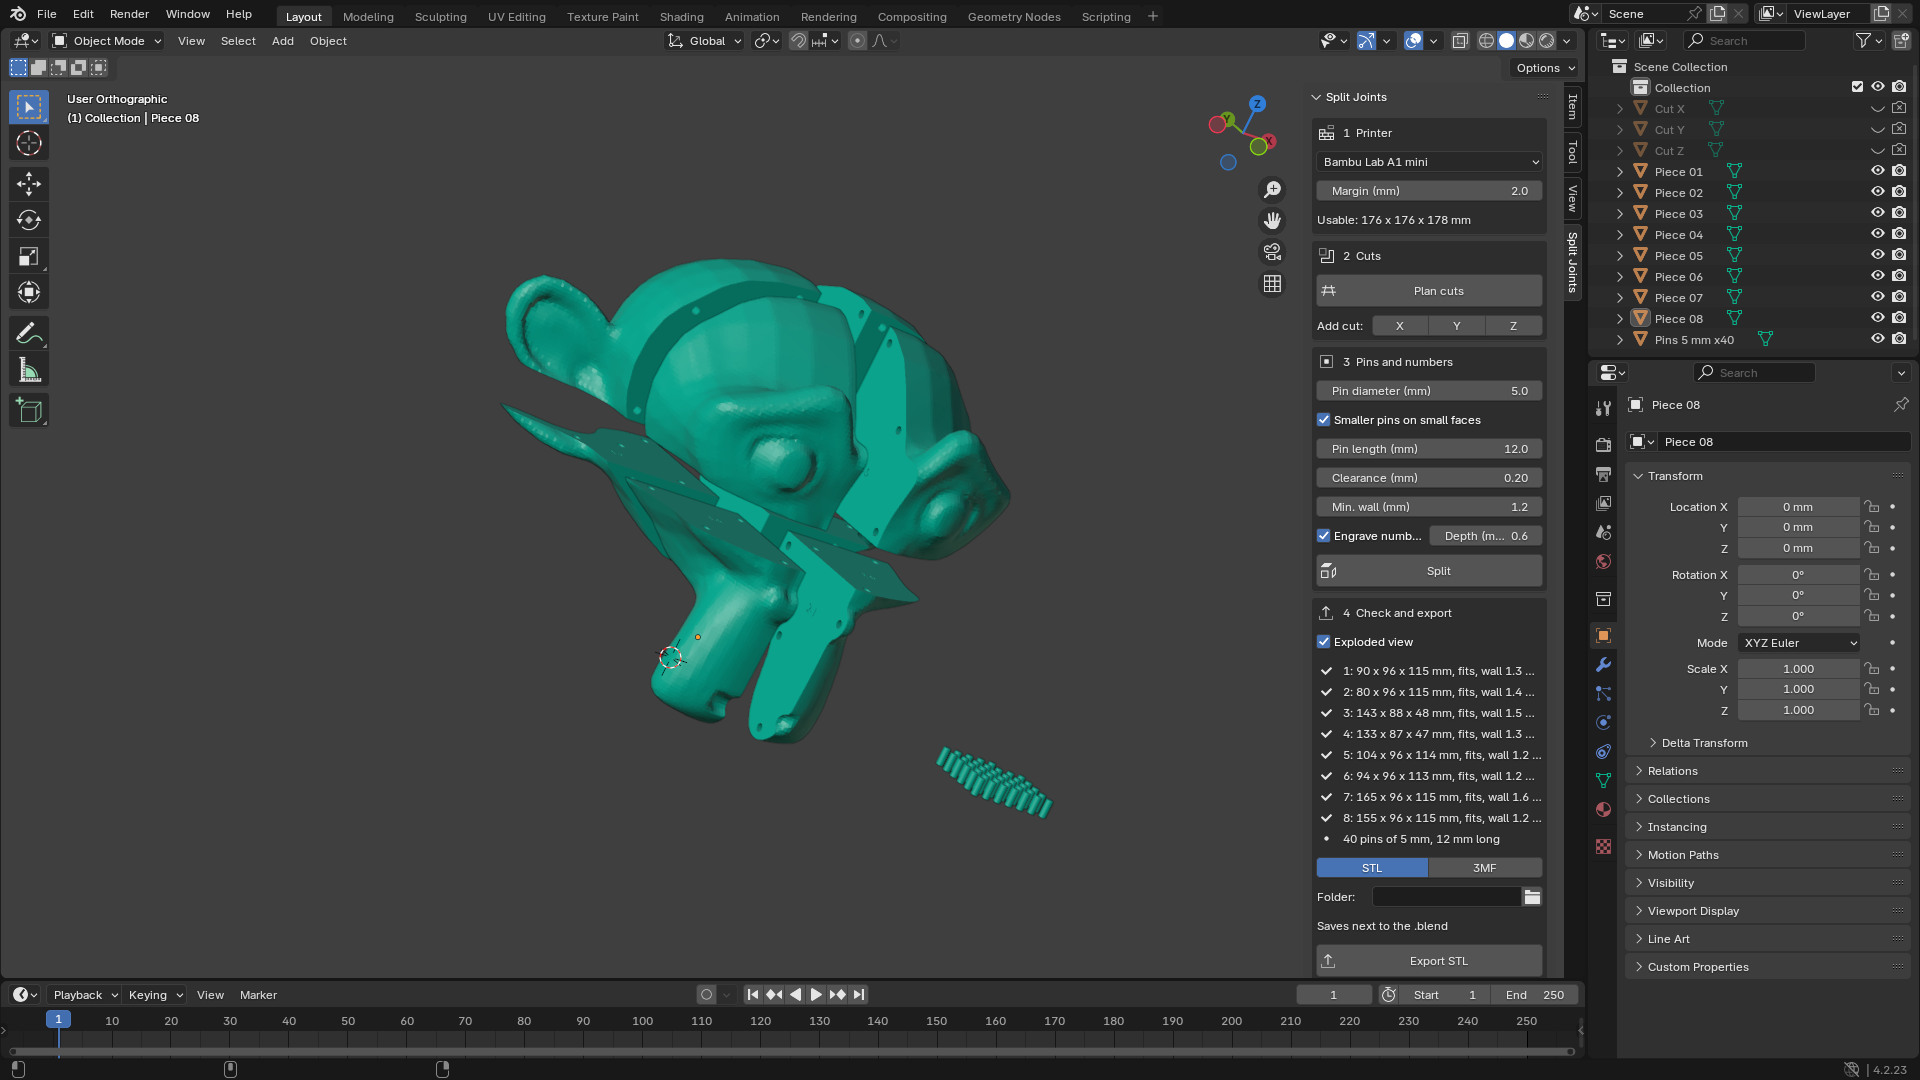 File Edit Render Window Help Layout Modeling Sculpting UV Editing Texture Paint Shading Animation Rendering Compositing Geometry Nodes Scripting Scene ViewLayer
Object Mode View Select Add Object Global Search
Options
User Orthographic
(1) Collection | Piece 08
Z
Y
X
Split Joints
1 Printer
Bambu Lab A1 mini
Margin (mm) 2.0
Usable: 176 x 176 x 178 mm
2 Cuts
Plan cuts
Add cut: X Y Z
3 Pins and numbers
Pin diameter (mm) 5.0
Smaller pins on small faces
Pin length (mm) 12.0
Clearance (mm) 0.20
Min. wall (mm) 1.2
Engrave numb... Depth (m... 0.6
Split
4 Check and export
Exploded view
1: 90 x 96 x 115 mm, fits, wall 1.3 ...
2: 80 x 96 x 115 mm, fits, wall 1.4 ...
3: 143 x 88 x 48 mm, fits, wall 1.5 ...
4: 133 x 87 x 47 mm, fits, wall 1.3 ...
5: 104 x 96 x 114 mm, fits, wall 1.2 ...
6: 94 x 96 x 113 mm, fits, wall 1.2 ...
7: 165 x 96 x 115 mm, fits, wall 1.6 ...
8: 155 x 96 x 115 mm, fits, wall 1.2 ...
40 pins of 5 mm, 12 mm long
STL 3MF
Folder:
Saves next to the .blend
Export STL
Item
Tool
View
Split Joints
Scene Collection
Collection
Cut X
Cut Y
Cut Z
Piece 01
Piece 02
Piece 03
Piece 04
Piece 05
Piece 06
Piece 07
Piece 08
Pins 5 mm x40
Search
Piece 08
Piece 08
Transform
Location X 0 mm
Y 0 mm
Z 0 mm
Rotation X 0°
Y 0°
Z 0°
Mode XYZ Euler
Scale X 1.000
Y 1.000
Z 1.000
Delta Transform
Relations
Collections
Instancing
Motion Paths
Visibility
Viewport Display
Line Art
Custom Properties
Playback Keying View Marker 1 Start 1 End 250
1 10 20 30 40 50 60 70 80 90 100 110 120 130 140 150 160 170 180 190 200 210 220 230 240 250
4.2.23